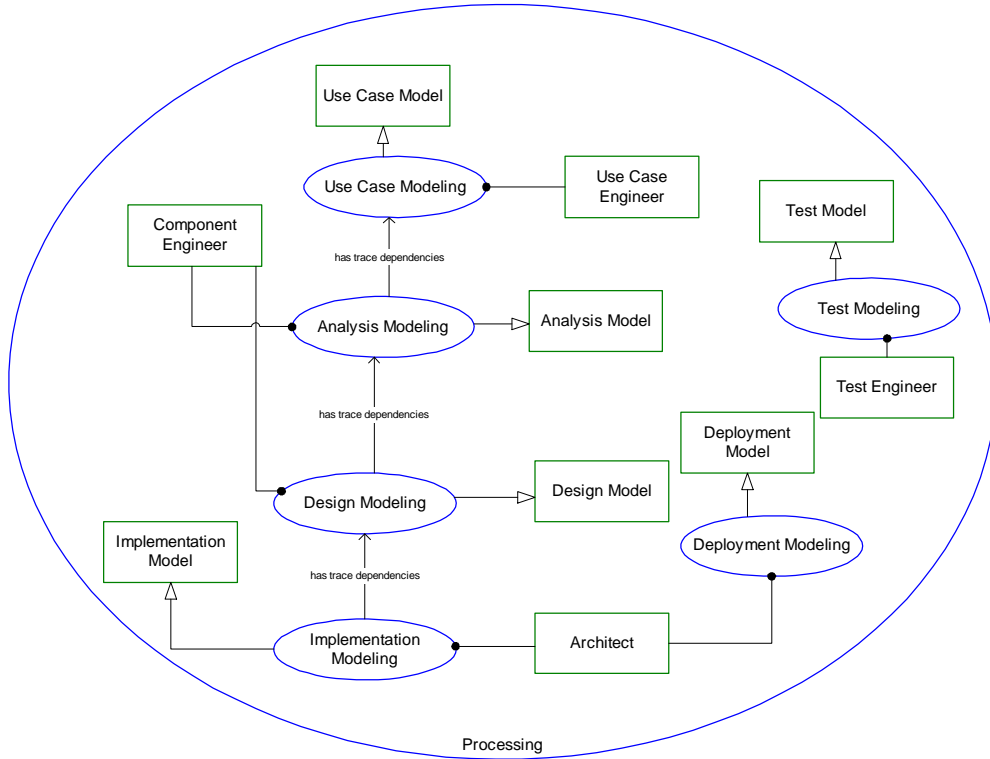 Use Case Model
Use Case Modeling
Use Case
Engineer
Component
Engineer
Test Model
has trace dependencies
Analysis Modeling
Analysis Model
Test Modeling
Test Engineer
has trace dependencies
Deployment
Model
Design Modeling
Design Model
Implementation
Model
Deployment Modeling
has trace dependencies
Implementation
Modeling
Architect
Processing